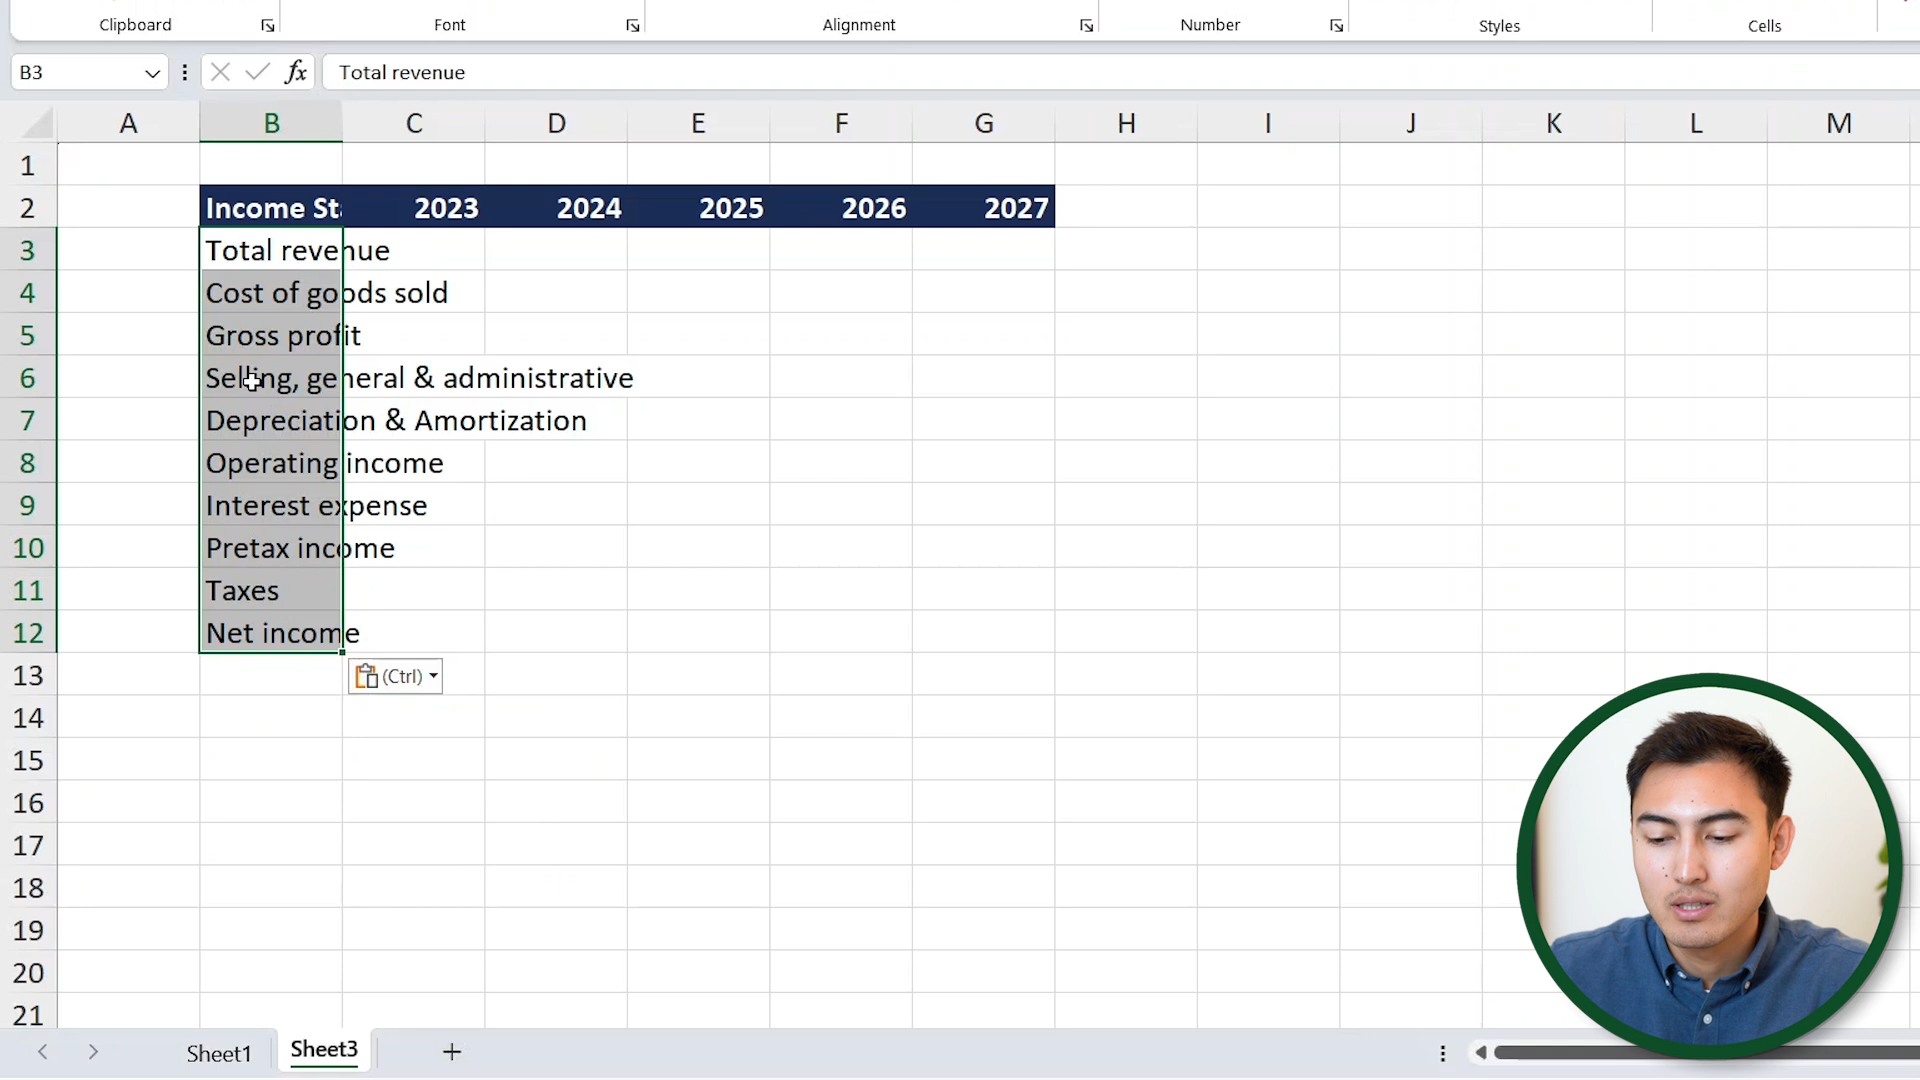 Clipboard Font Alignment Number Styles Cells
B3 fx Total revenue
A B C D E F G H I J K L M
1
2 Income Sta 2023 2024 2025 2026 2027
3 Total revenue
4 Cost of goods sold
5 Gross profit
6 Selling, general & administrative
7 Depreciation & Amortization
8 Operating income
9 Interest expense
10 Pretax income
11 Taxes
12 Net income
13 (Ctrl)
14
15
16
17
18
19
20
21
Sheet1 Sheet3